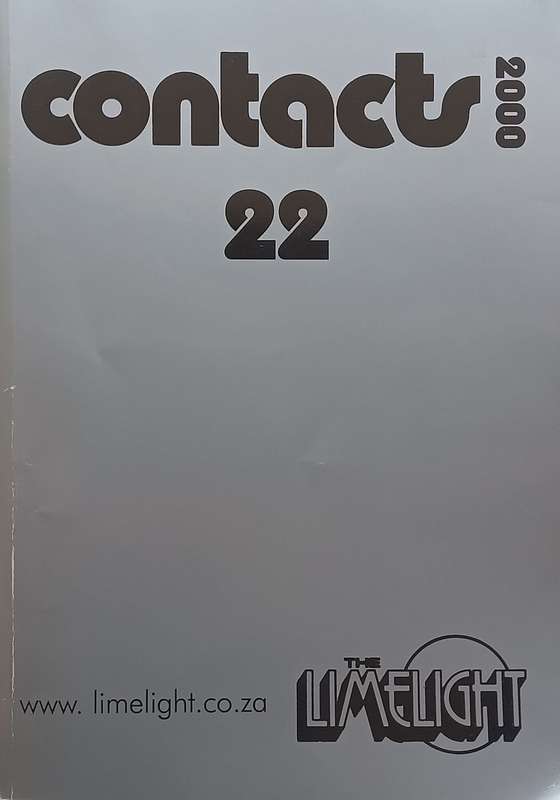 contacts 2000
22
www. limelight.co.za
THE
LIMELIGHT